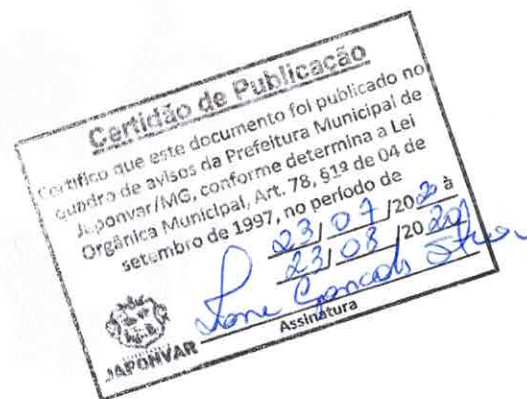 Certidão de Publicação
Certifico que este documento foi publicado no
quadro de avisos da Prefeitura Municipal de
Japonvar/MG, conforme determina a Lei
Orgânica Municipal, Art. 78, §1º de 04 de
setembro de 1997, no período de
23/07/2020 à
23/08/2020
Assinatura
JAPONVAR